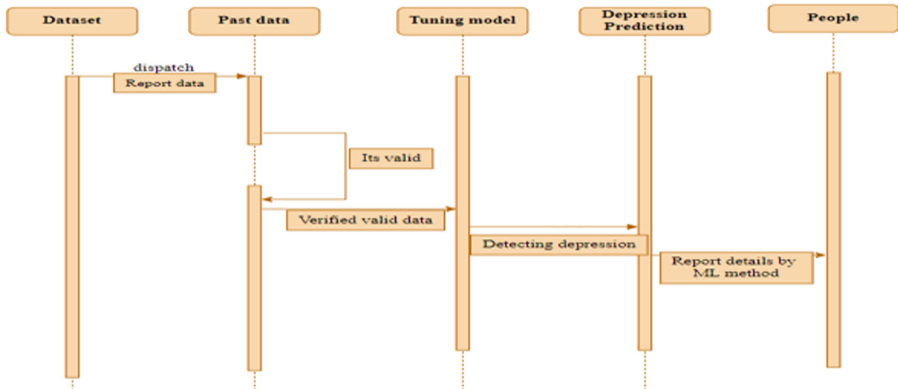 Dataset
Past data
Tuning model
Depression
Prediction
People
dispatch
Report data
Its valid
Verified valid data
Detecting depression
Report details by
ML method